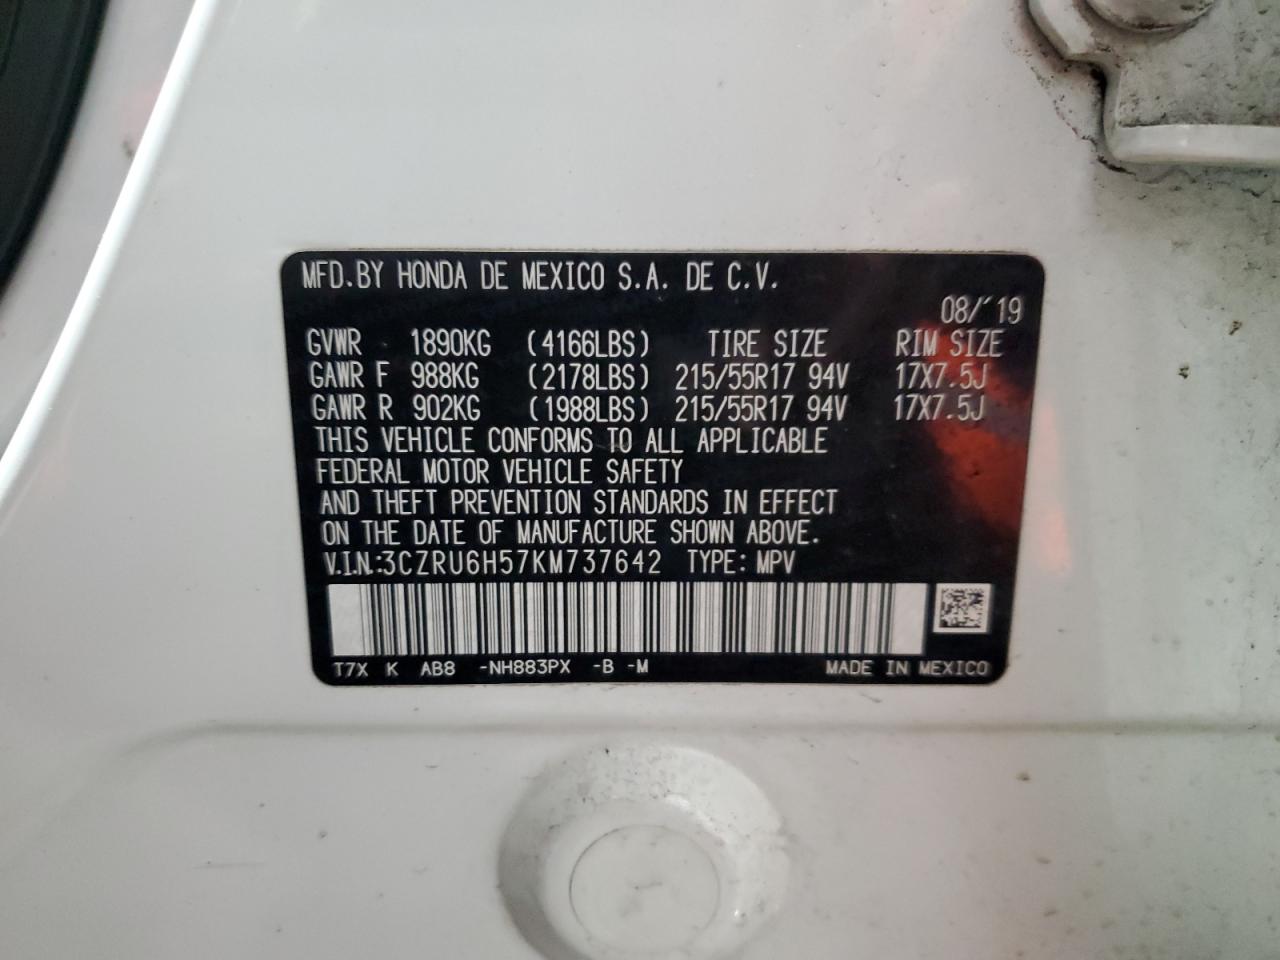 MFD.BY HONDA DE MEXICO S.A. DE C.V.
08/'19
GVWR 1890KG (4166LBS) TIRE SIZE RIM SIZE
GAWR F 988KG (2178LBS) 215/55R17 94V 17X7.5J
GAWR R 902KG (1988LBS) 215/55R17 94V 17X7.5J
THIS VEHICLE CONFORMS TO ALL APPLICABLE
FEDERAL MOTOR VEHICLE SAFETY
AND THEFT PREVENTION STANDARDS IN EFFECT
ON THE DATE OF MANUFACTURE SHOWN ABOVE.
V.I.N.:3CZRU6H57KM737642 TYPE: MPV
T7X K AB8 -NH883PX -B -M MADE IN MEXICO